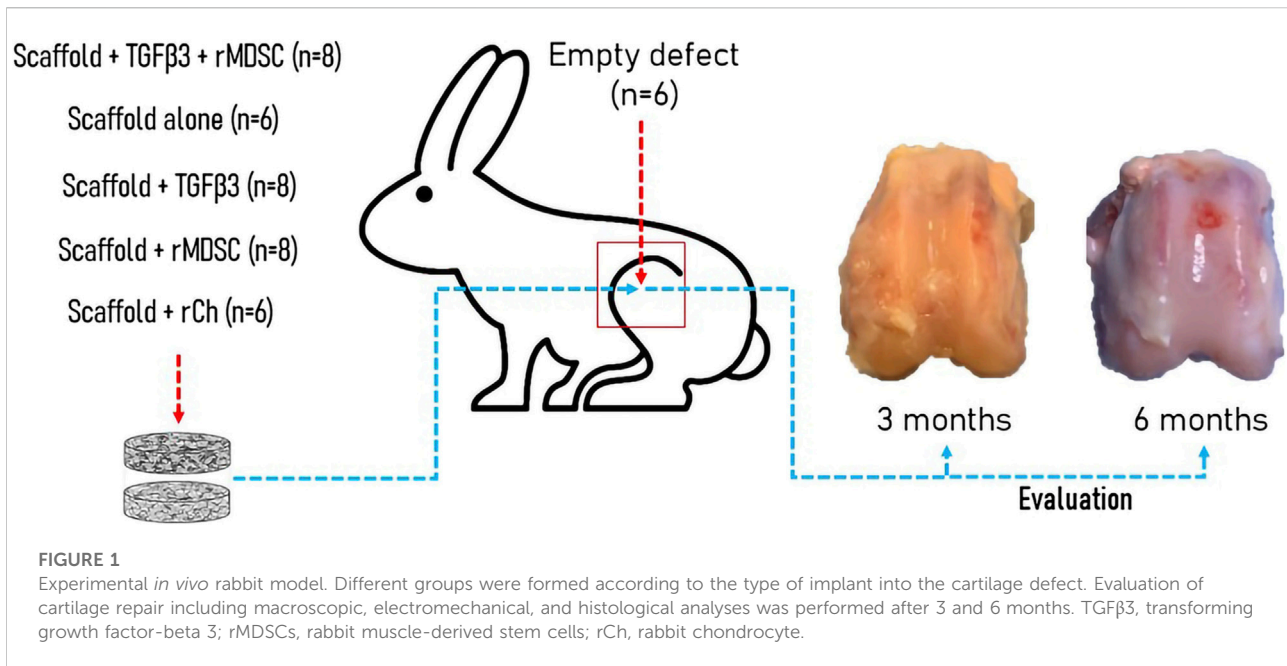 Scaffold + TGFβ3 + rMDSC (n=8)
Scaffold alone (n=6)
Scaffold + TGFβ3 (n=8)
Scaffold + rMDSC (n=8)
Scaffold + rCh (n=6)
Empty defect
(n=6)
3 months
6 months
Evaluation
FIGURE 1
Experimental in vivo rabbit model. Different groups were formed according to the type of implant into the cartilage defect. Evaluation of
cartilage repair including macroscopic, electromechanical, and histological analyses was performed after 3 and 6 months. TGFβ3, transforming
growth factor-beta 3; rMDSCs, rabbit muscle-derived stem cells; rCh, rabbit chondrocyte.